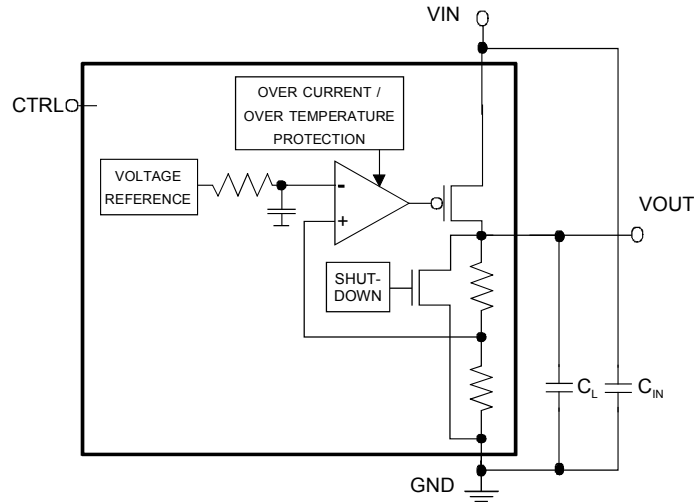 VIN
OVER CURRENT /
OVER TEMPERATURE
PROTECTION
CTRL
VOLTAGE
REFERENCE
-
+
VOUT
SHUT-
DOWN
CL
CIN
GND